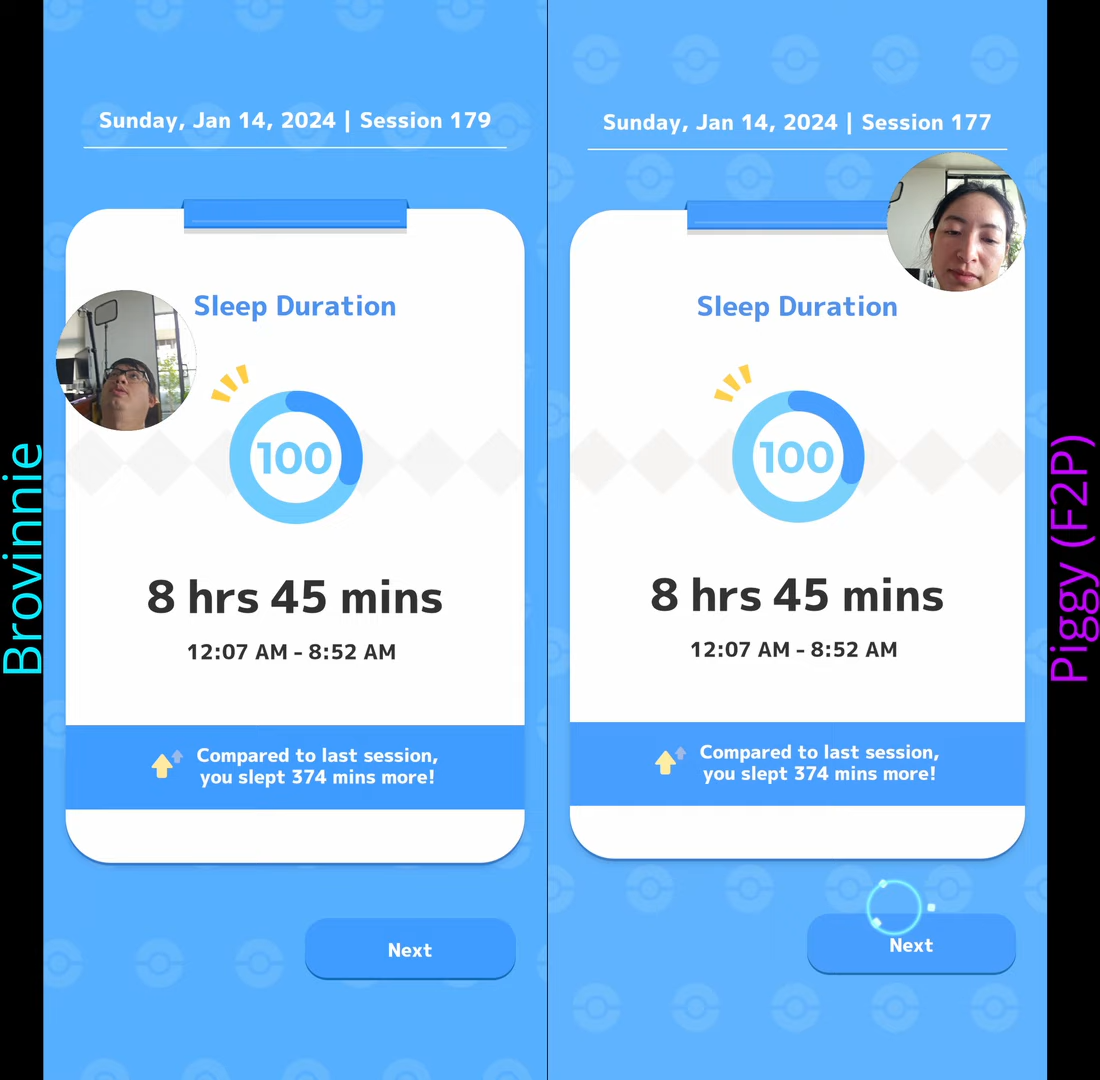 Brovinnie
Sunday, Jan 14, 2024 | Session 179
Sleep Duration
100
8 hrs 45 mins
12:07 AM - 8:52 AM
Compared to last session,
you slept 374 mins more!
Next
Sunday, Jan 14, 2024 | Session 177
Sleep Duration
100
8 hrs 45 mins
12:07 AM - 8:52 AM
Compared to last session,
you slept 374 mins more!
Next
Piggy (F2P)